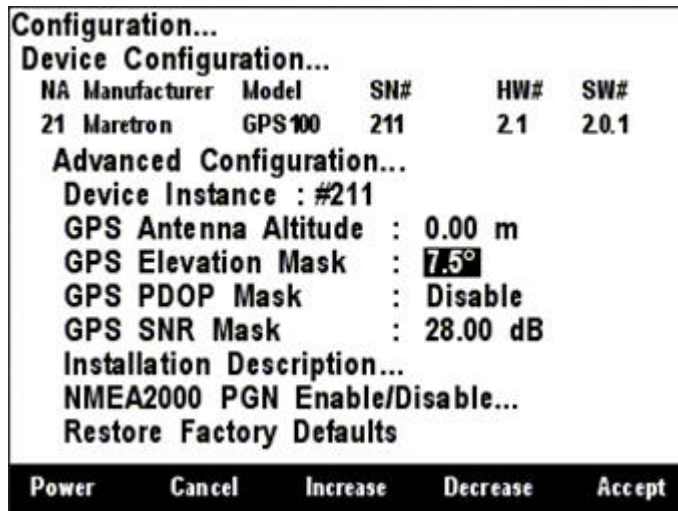 Configuration...
Device Configuration...
NA Manufacturer Model SN# HW# SW#
21 Maretron GPS100 211 2.1 2.0.1
Advanced Configuration...
Device Instance : #211
GPS Antenna Altitude : 0.00 m
GPS Elevation Mask : 7.5°
GPS PDOP Mask : Disable
GPS SNR Mask : 28.00 dB
Installation Description...
NMEA2000 PGN Enable/Disable...
Restore Factory Defaults
Power Cancel Increase Decrease Accept